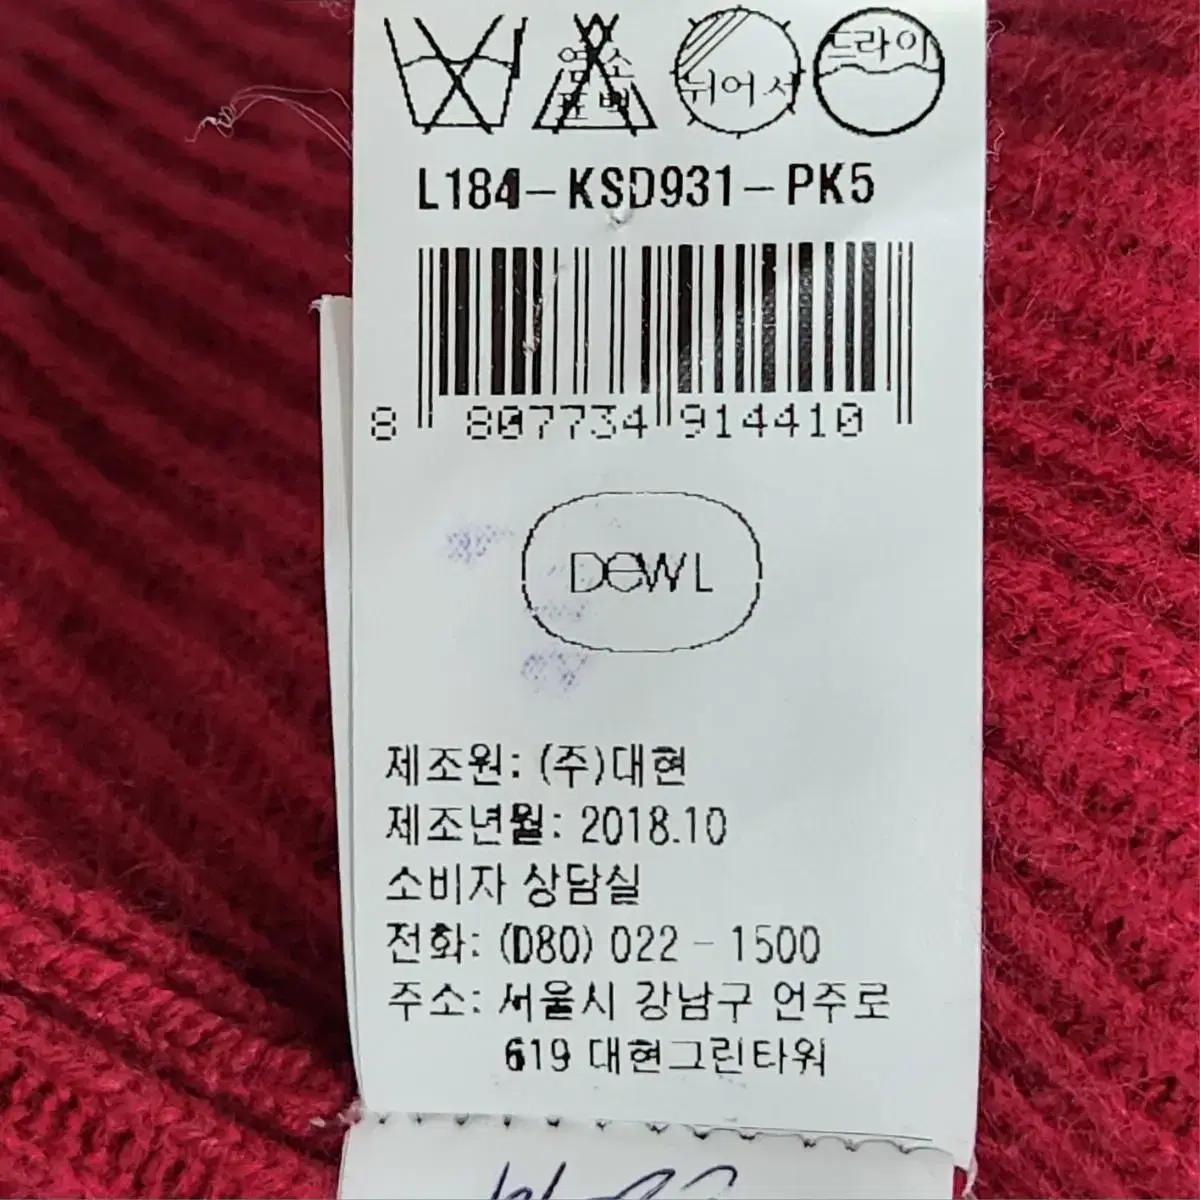 염소
표백
뉘어서
드라이
L184-KSD931-PK5
8 807734 914410
DEWL
제조원: (주)대현
제조년월: 2018.10
소비자 상담실
전화: (080) 022-1500
주소: 서울시 강남구 언주로
619 대현그린타워